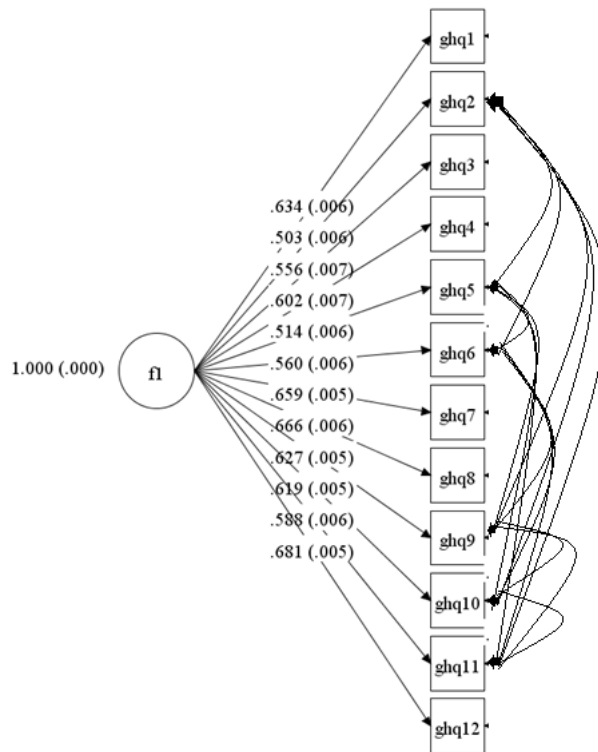 ghq1
ghq2
ghq3
.634 (.006)
ghq4
.503 (.006)
.556 (.007)
ghq5
.602 (.007)
.514 (.006)
ghq6
.560 (.006)
1.000 (.000)
f1
.659 (.005)
ghq7
.666 (.006)
.627 (.005)
ghq8
.619 (.005)
.588 (.006)
ghq9
.681 (.005)
ghq10
ghq11
ghq12